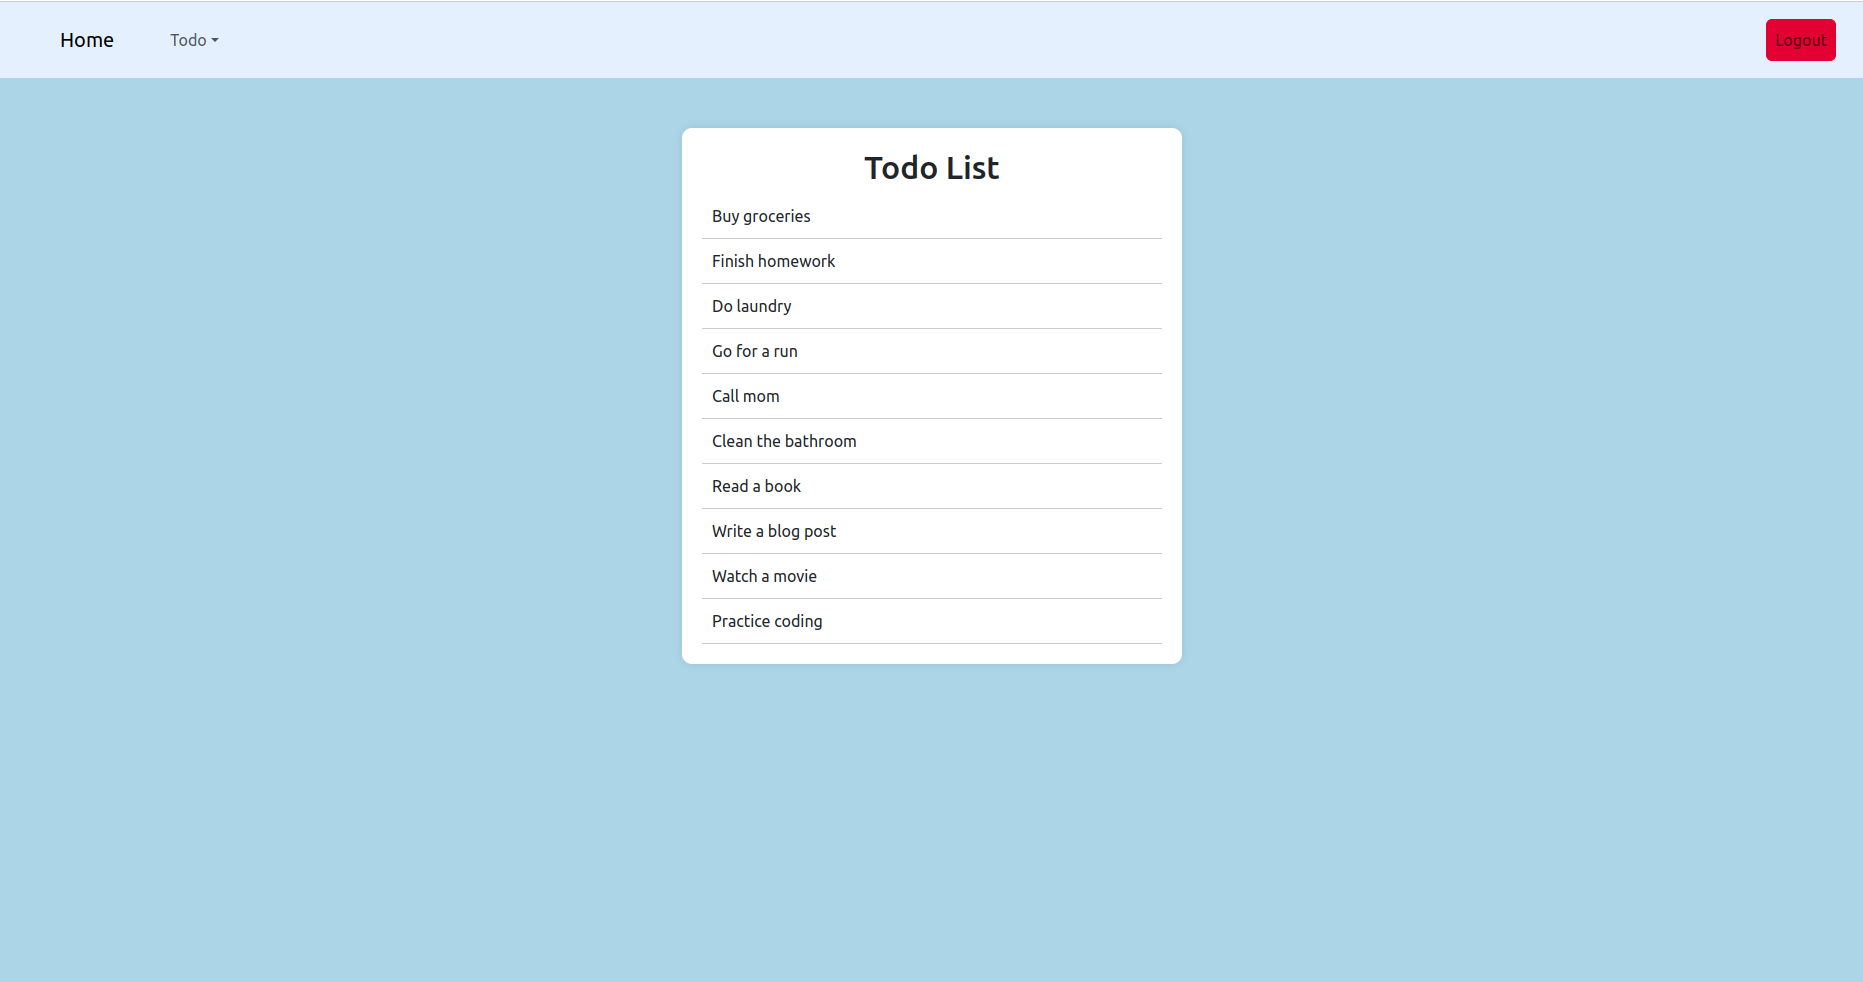 Home Todo Logout
Todo List
Buy groceries
Finish homework
Do laundry
Go for a run
Call mom
Clean the bathroom
Read a book
Write a blog post
Watch a movie
Practice coding